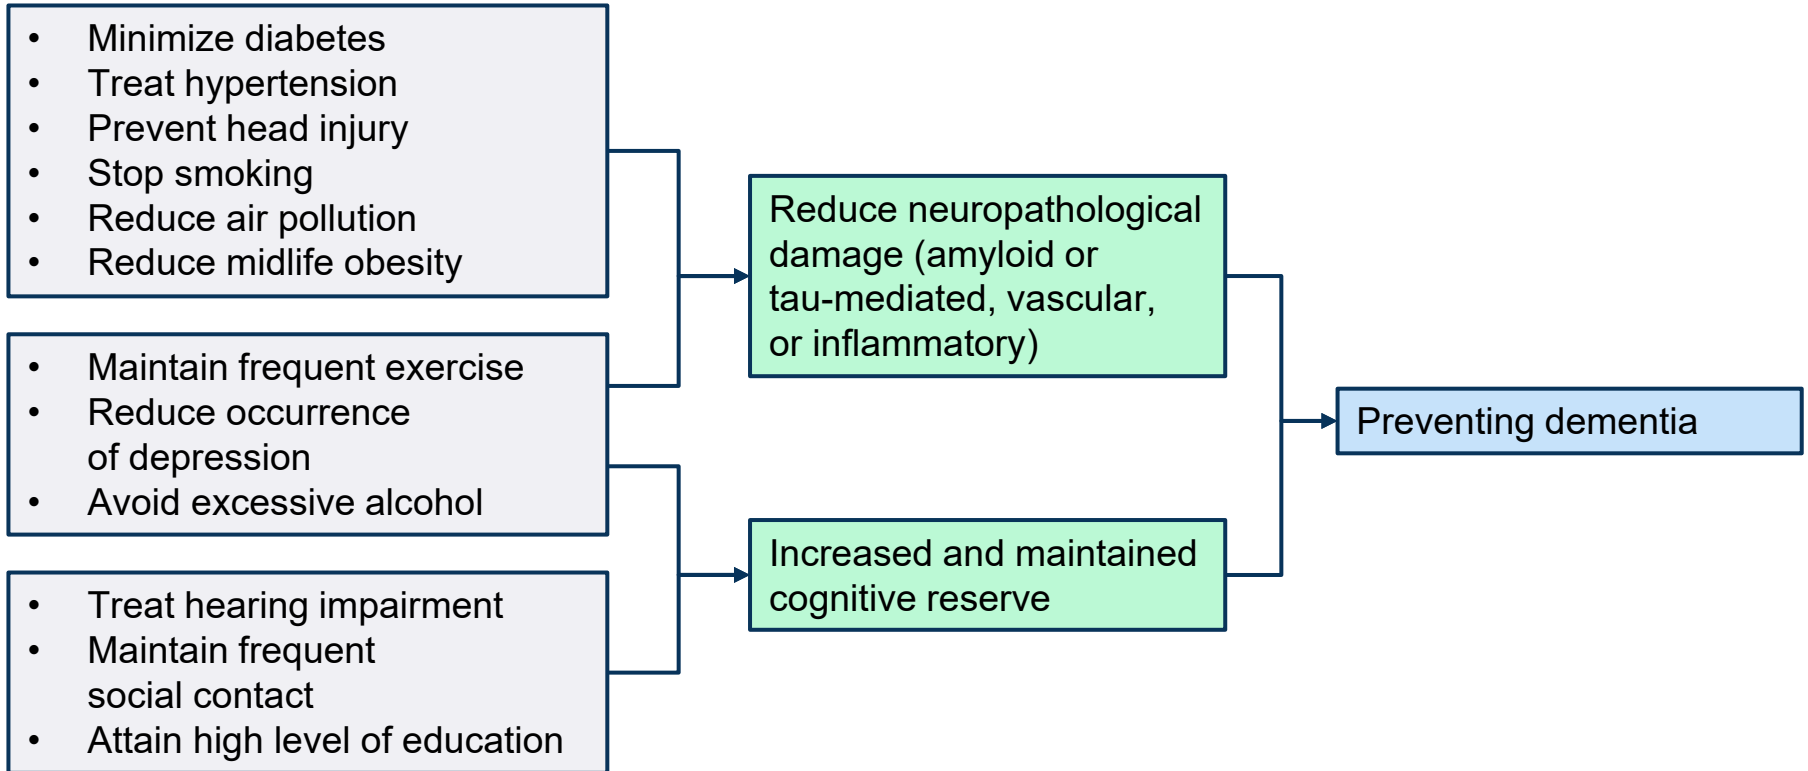 • Minimize diabetes
• Treat hypertension
• Prevent head injury
• Stop smoking
• Reduce air pollution
• Reduce midlife obesity
• Maintain frequent exercise
• Reduce occurrence
of depression
• Avoid excessive alcohol
• Treat hearing impairment
• Maintain frequent
social contact
• Attain high level of education
Reduce neuropathological
damage (amyloid or
tau-mediated, vascular,
or inflammatory)
Increased and maintained
cognitive reserve
Preventing dementia